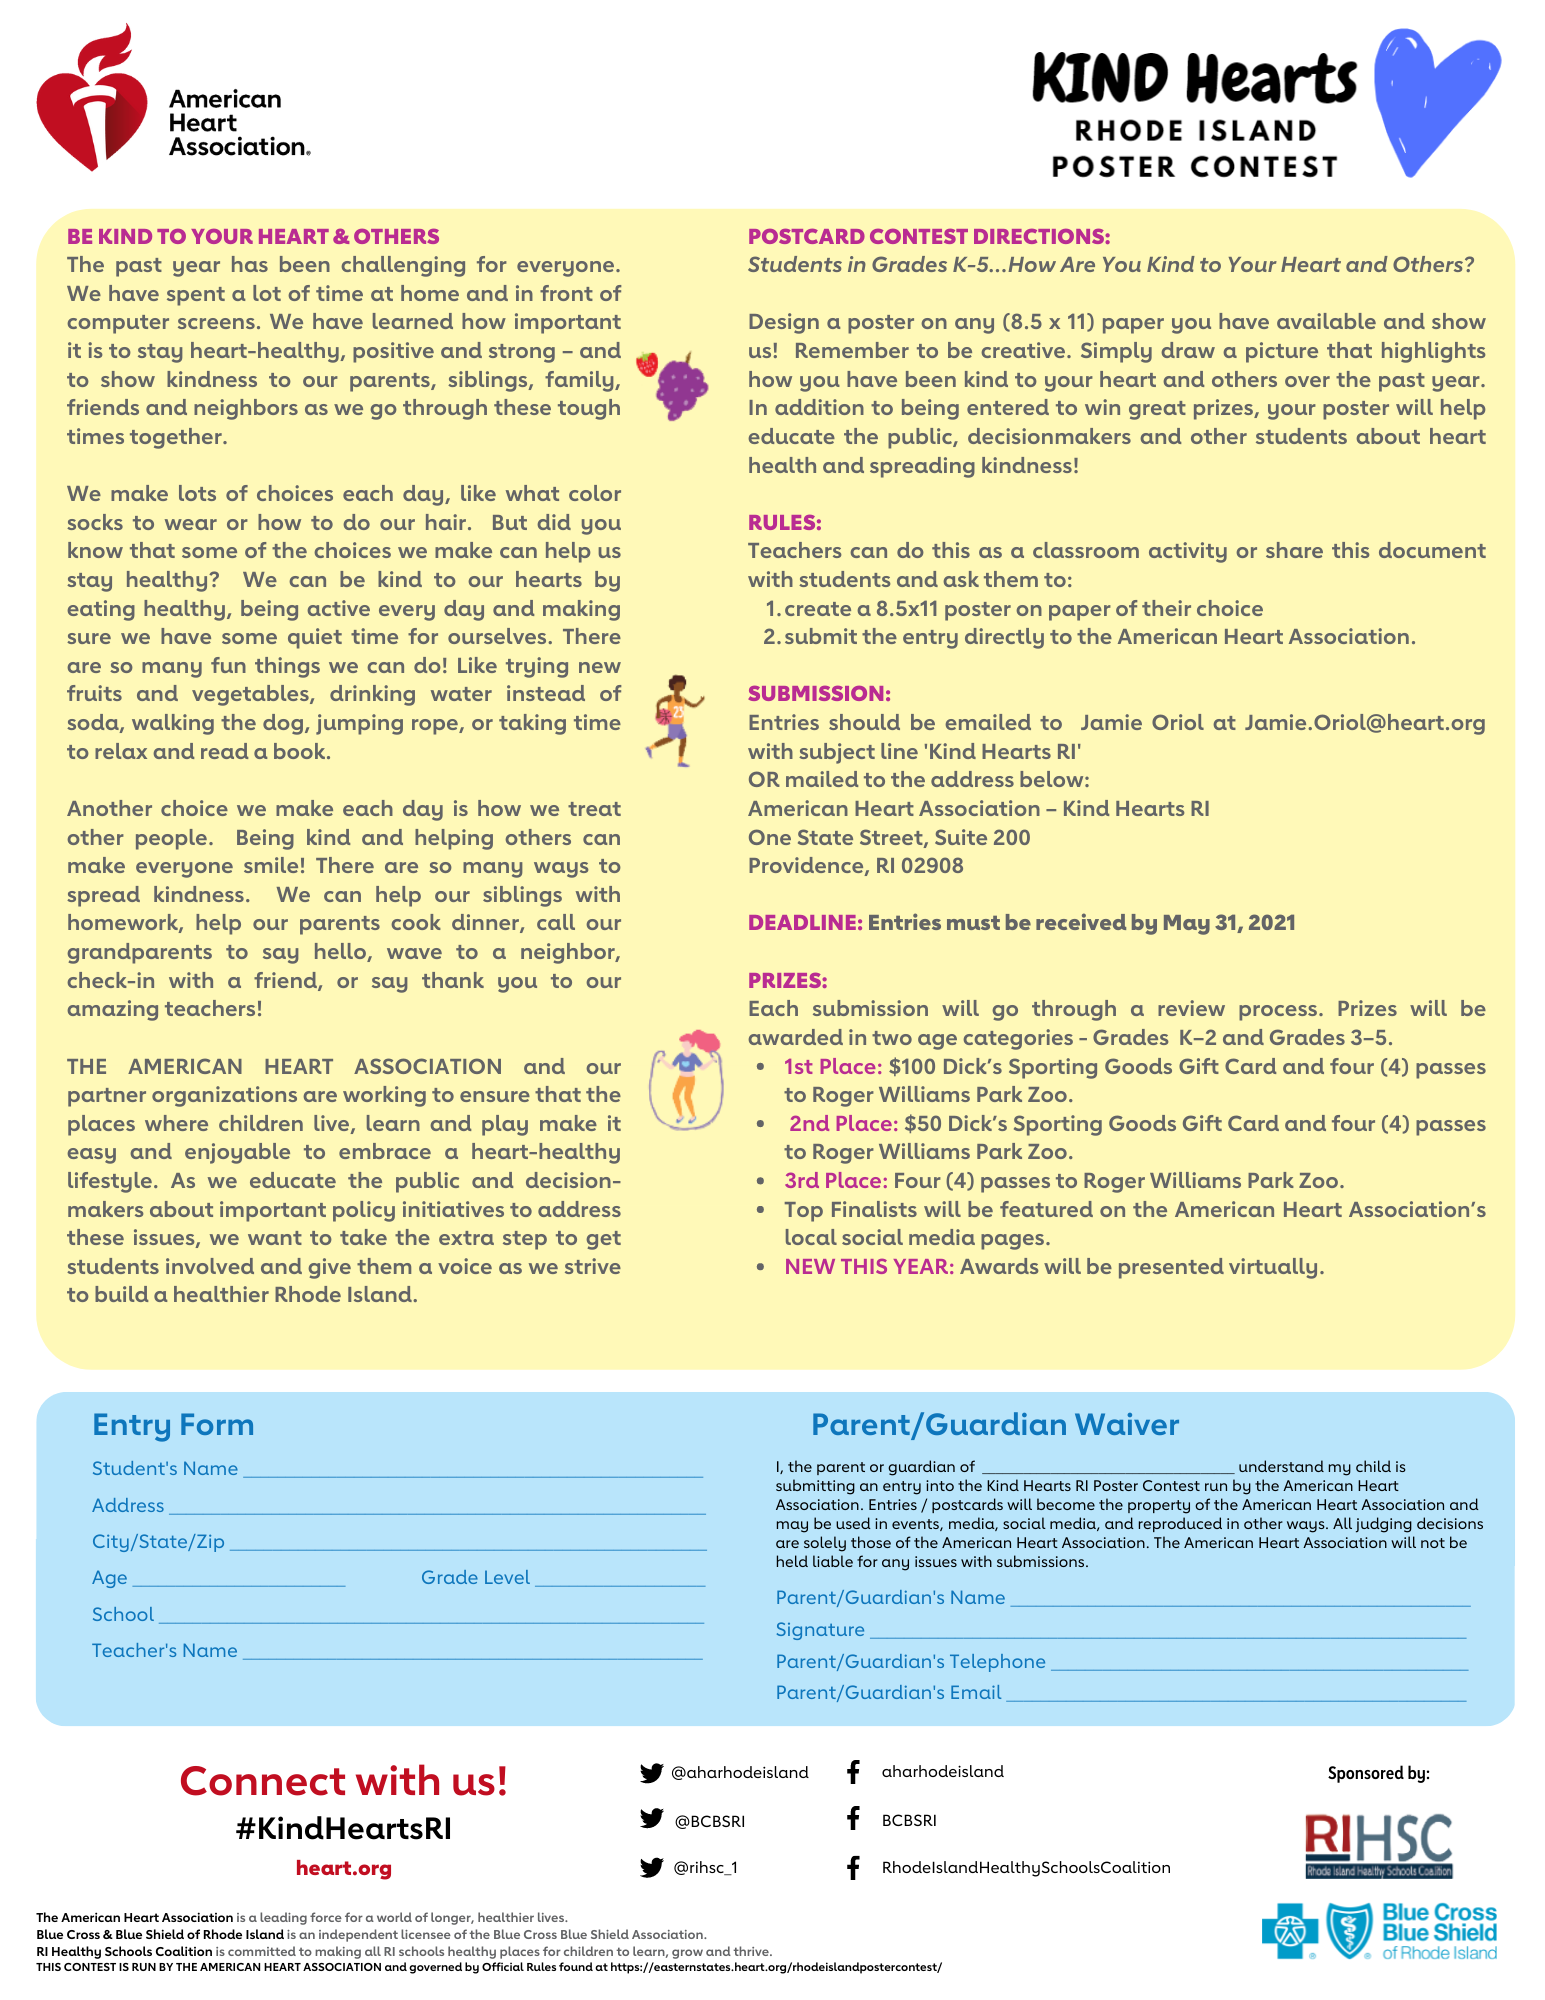 American
Heart
Association®
KIND Hearts
RHODE ISLAND
POSTER CONTEST
BE KIND TO YOUR HEART & OTHERS
The past year has been challenging for everyone.
We have spent a lot of time at home and in front of
computer screens. We have learned how important
it is to stay heart-healthy, positive and strong – and
to show kindness to our parents, siblings, family,
friends and neighbors as we go through these tough
times together.
We make lots of choices each day, like what color
socks to wear or how to do our hair. But did you
know that some of the choices we make can help us
stay healthy? We can be kind to our hearts by
eating healthy, being active every day and making
sure we have some quiet time for ourselves. There
are so many fun things we can do! Like trying new
fruits and vegetables, drinking water instead of
soda, walking the dog, jumping rope, or taking time
to relax and read a book.
Another choice we make each day is how we treat
other people. Being kind and helping others can
make everyone smile! There are so many ways to
spread kindness. We can help our siblings with
homework, help our parents cook dinner, call our
grandparents to say hello, wave to a neighbor,
check-in with a friend, or say thank you to our
amazing teachers!
THE AMERICAN HEART ASSOCIATION and our
partner organizations are working to ensure that the
places where children live, learn and play make it
easy and enjoyable to embrace a heart-healthy
lifestyle. As we educate the public and decision-
makers about important policy initiatives to address
these issues, we want to take the extra step to get
students involved and give them a voice as we strive
to build a healthier Rhode Island.
23
POSTCARD CONTEST DIRECTIONS:
Students in Grades K-5...How Are You Kind to Your Heart and Others?
Design a poster on any (8.5 x 11) paper you have available and show
us! Remember to be creative. Simply draw a picture that highlights
how you have been kind to your heart and others over the past year.
In addition to being entered to win great prizes, your poster will help
educate the public, decisionmakers and other students about heart
health and spreading kindness!
RULES:
Teachers can do this as a classroom activity or share this document
with students and ask them to:
1. create a 8.5x11 poster on paper of their choice
2. submit the entry directly to the American Heart Association.
SUBMISSION:
Entries should be emailed to Jamie Oriol at Jamie.Oriol@heart.org
with subject line 'Kind Hearts RI'
OR mailed to the address below:
American Heart Association – Kind Hearts RI
One State Street, Suite 200
Providence, RI 02908
DEADLINE: Entries must be received by May 31, 2021
PRIZES:
Each submission will go through a review process. Prizes will be
awarded in two age categories - Grades K–2 and Grades 3–5.
• 1st Place: $100 Dick’s Sporting Goods Gift Card and four (4) passes
to Roger Williams Park Zoo.
• 2nd Place: $50 Dick’s Sporting Goods Gift Card and four (4) passes
to Roger Williams Park Zoo.
• 3rd Place: Four (4) passes to Roger Williams Park Zoo.
• Top Finalists will be featured on the American Heart Association’s
local social media pages.
• NEW THIS YEAR: Awards will be presented virtually.
Entry Form
Student's Name
Address
City/State/Zip
Age Grade Level
School
Teacher's Name
Parent/Guardian Waiver
I, the parent or guardian of ____ understand my child is
submitting an entry into the Kind Hearts RI Poster Contest run by the American Heart
Association. Entries / postcards will become the property of the American Heart Association and
may be used in events, media, social media, and reproduced in other ways. All judging decisions
are solely those of the American Heart Association. The American Heart Association will not be
held liable for any issues with submissions.
Parent/Guardian's Name
Signature
Parent/Guardian's Telephone
Parent/Guardian's Email
Connect with us!
#KindHeartsRI
heart.org
@aharhodeisland
@BCBSRI
@rihsc_1
aharhodeisland
BCBSRI
RhodeIslandHealthySchoolsCoalition
Sponsored by:
RIHSC
Rhode Island Healthy Schools Coalition
Blue Cross
Blue Shield
of Rhode Island
The American Heart Association is a leading force for a world of longer, healthier lives.
Blue Cross & Blue Shield of Rhode Island is an independent licensee of the Blue Cross Blue Shield Association.
RI Healthy Schools Coalition is committed to making all RI schools healthy places for children to learn, grow and thrive.
THIS CONTEST IS RUN BY THE AMERICAN HEART ASSOCIATION and governed by Official Rules found at https://easternstates.heart.org/rhodeislandpostercontest/